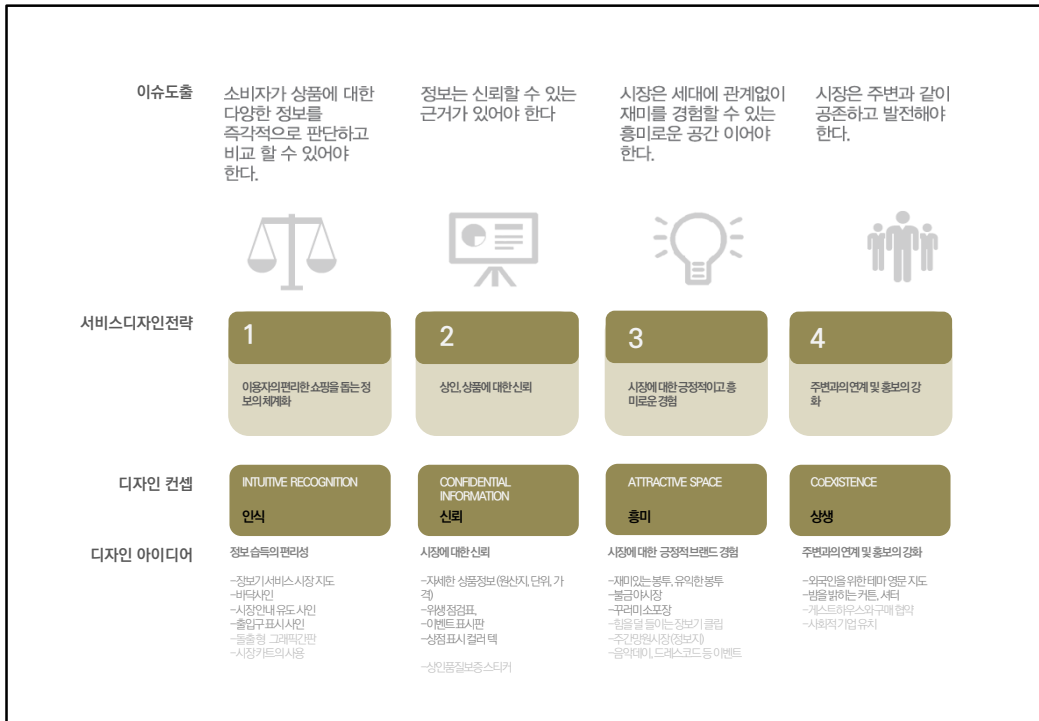 이슈도출
소비자가 상품에 대한
다양한 정보를
즉각적으로 판단하고
비교 할 수 있어야
한다.
정보는 신뢰할 수 있는
근거가 있어야 한다
시장은 세대에 관계없이
재미를 경험할 수 있는
흥미로운 공간 이어야
한다.
시장은 주변과 같이
공존하고 발전해야
한다.
서비스디자인전략
1
이용자의 편리한 쇼핑을 돕는 정
보의 체계화
2
상인, 상품에 대한 신뢰
3
시장에 대한 긍정적이고 흥
미로운 경험
4
주변과의 연계 및 홍보의 강
화
디자인 컨셉
INTUITIVE RECOGNITION
인식
CONFIDENTIAL
INFORMATION
신뢰
ATTRACTIVE SPACE
흥미
COEXISTENCE
상생
디자인 아이디어
정보 습득의 편리성
-장보기 서비스 시장 지도
-바닥사인
-시장 안내 유도 사인
-출입구 표시 사인
-돌출형 그래픽간판
-시장카트의 사용
시장에 대한 신뢰
-자세한 상품정보 (원산지, 단위, 가
격)
-위생 점검표,
-이벤트 표시판
-상점 표시 컬러 텍
-상인품질보증 스티커
시장에 대한 긍정적 브랜드 경험
-재미있는 봉투, 유익한 봉투
-불금 야시장
-꾸러미 소포장
-힘을 덜 들이는 장보기 클립
-주간망원시장(정보지)
-음악데이, 드레스코드 등 이벤트
주변과의 연계 및 홍보의 강화
-외국인을 위한 테마 영문 지도
-밤을 밝히는 커튼, 셔터
-게스트하우스와 구매 협약
-사회적 기업 유치